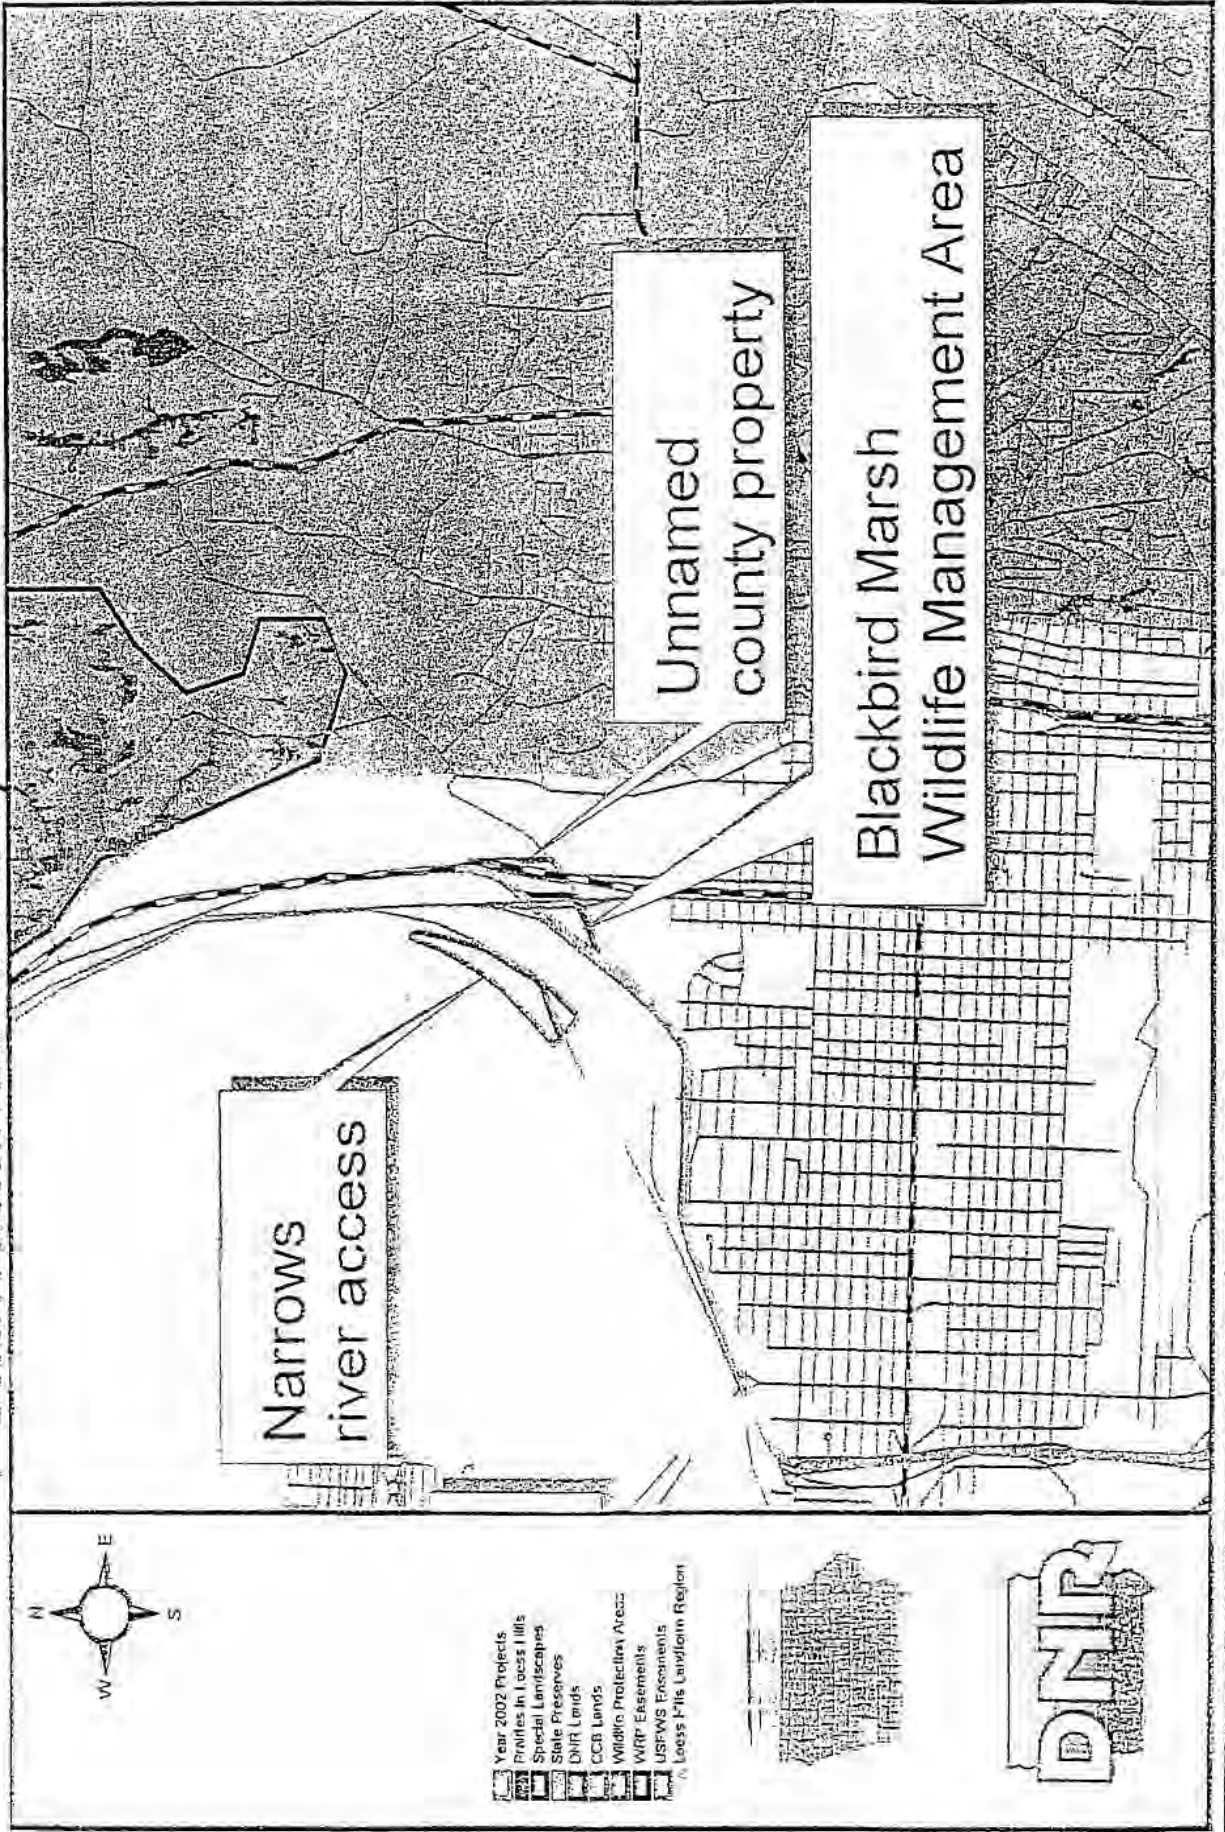 N
W
E
S
Year 2002 Projects
Prairies in Loess Hills
Special Landscapes
State Preserves
DNR Lands
CCB Lands
Wildlife Protection Areas
WRP Easements
USFWS Easements
Loess Hills Landform Region
DNR
Narrows
river access
Unnamed
county property
Blackbird Marsh
Wildlife Management Area